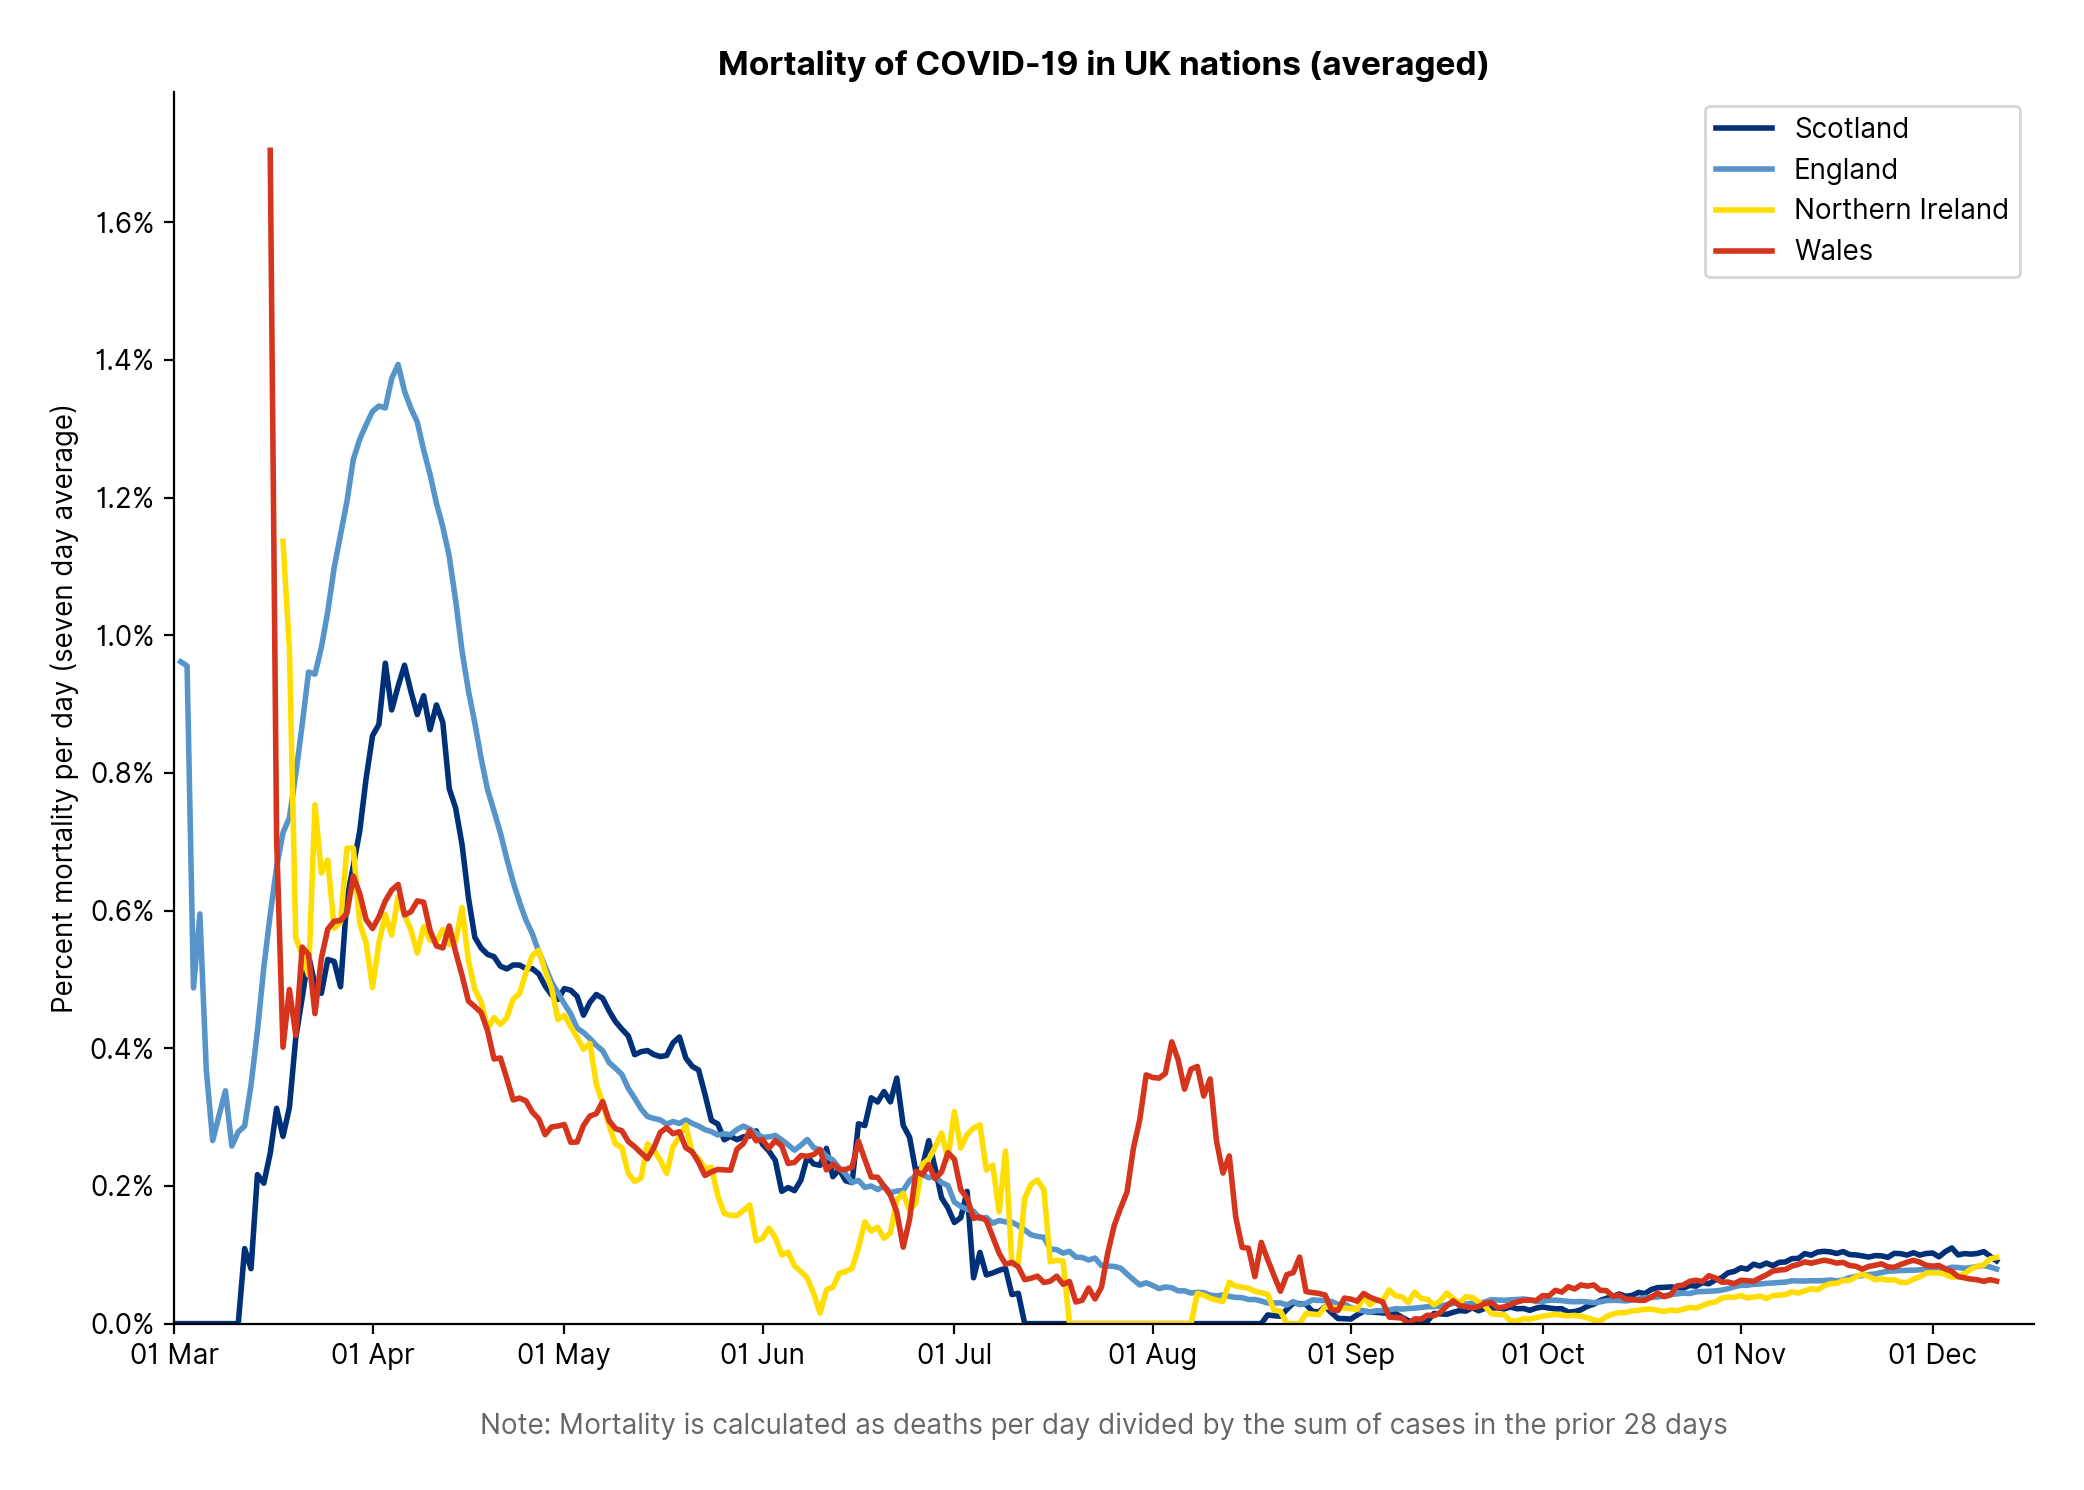 Mortality of COVID-19 in UK nations (averaged)
Scotland
England
Northern Ireland
Wales
Percent mortality per day (seven day average)
1.6%
1.4%
1.2%
1.0%
0.8%
0.6%
0.4%
0.2%
0.0%
01 Mar 01 Apr 01 May 01 Jun 01 Jul 01 Aug 01 Sep 01 Oct 01 Nov 01 Dec
Note: Mortality is calculated as deaths per day divided by the sum of cases in the prior 28 days